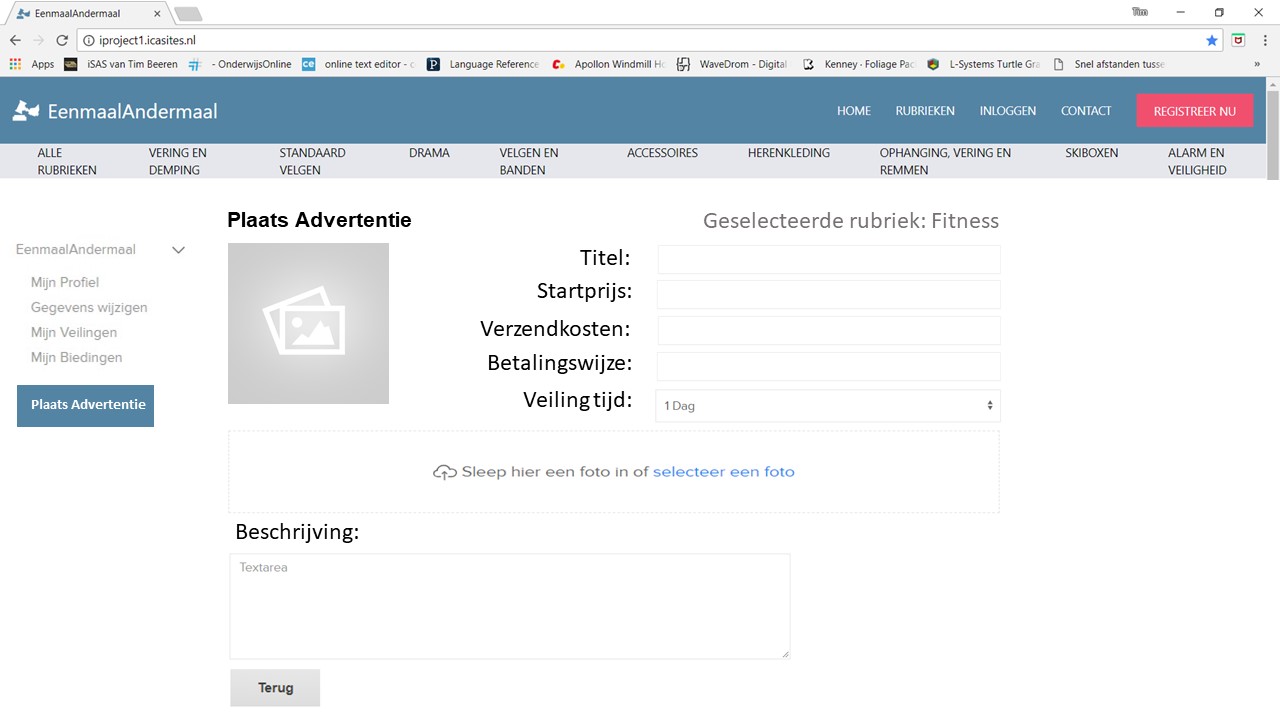 EenmaalAndermaal
Tim
iproject1.icasites.nl
Apps iSAS van Tim Beeren - OnderwijsOnline online text editor - Language Reference Apollon Windmill WaveDrom - Digital Kenney · Foliage Pac L-Systems Turtle Gra Snel afstanden tusse »
EenmaalAndermaal HOME RUBRIEKEN INLOGGEN CONTACT REGISTREER NU
ALLE RUBRIEKEN
VERING EN DEMPING
STANDAARD VELGEN
DRAMA
VELGEN EN BANDEN
ACCESSOIRES
HERENKLEDING
OPHANGING, VERING EN REMMEN
SKIBOXEN
ALARM EN VEILIGHEID
EenmaalAndermaal
Mijn Profiel
Gegevens wijzigen
Mijn Veilingen
Mijn Biedingen
Plaats Advertentie
Plaats Advertentie
Geselecteerde rubriek: Fitness
Titel:
Startprijs:
Verzendkosten:
Betalingswijze:
Veiling tijd: 1 Dag
Sleep hier een foto in of selecteer een foto
Beschrijving:
Textarea
Terug